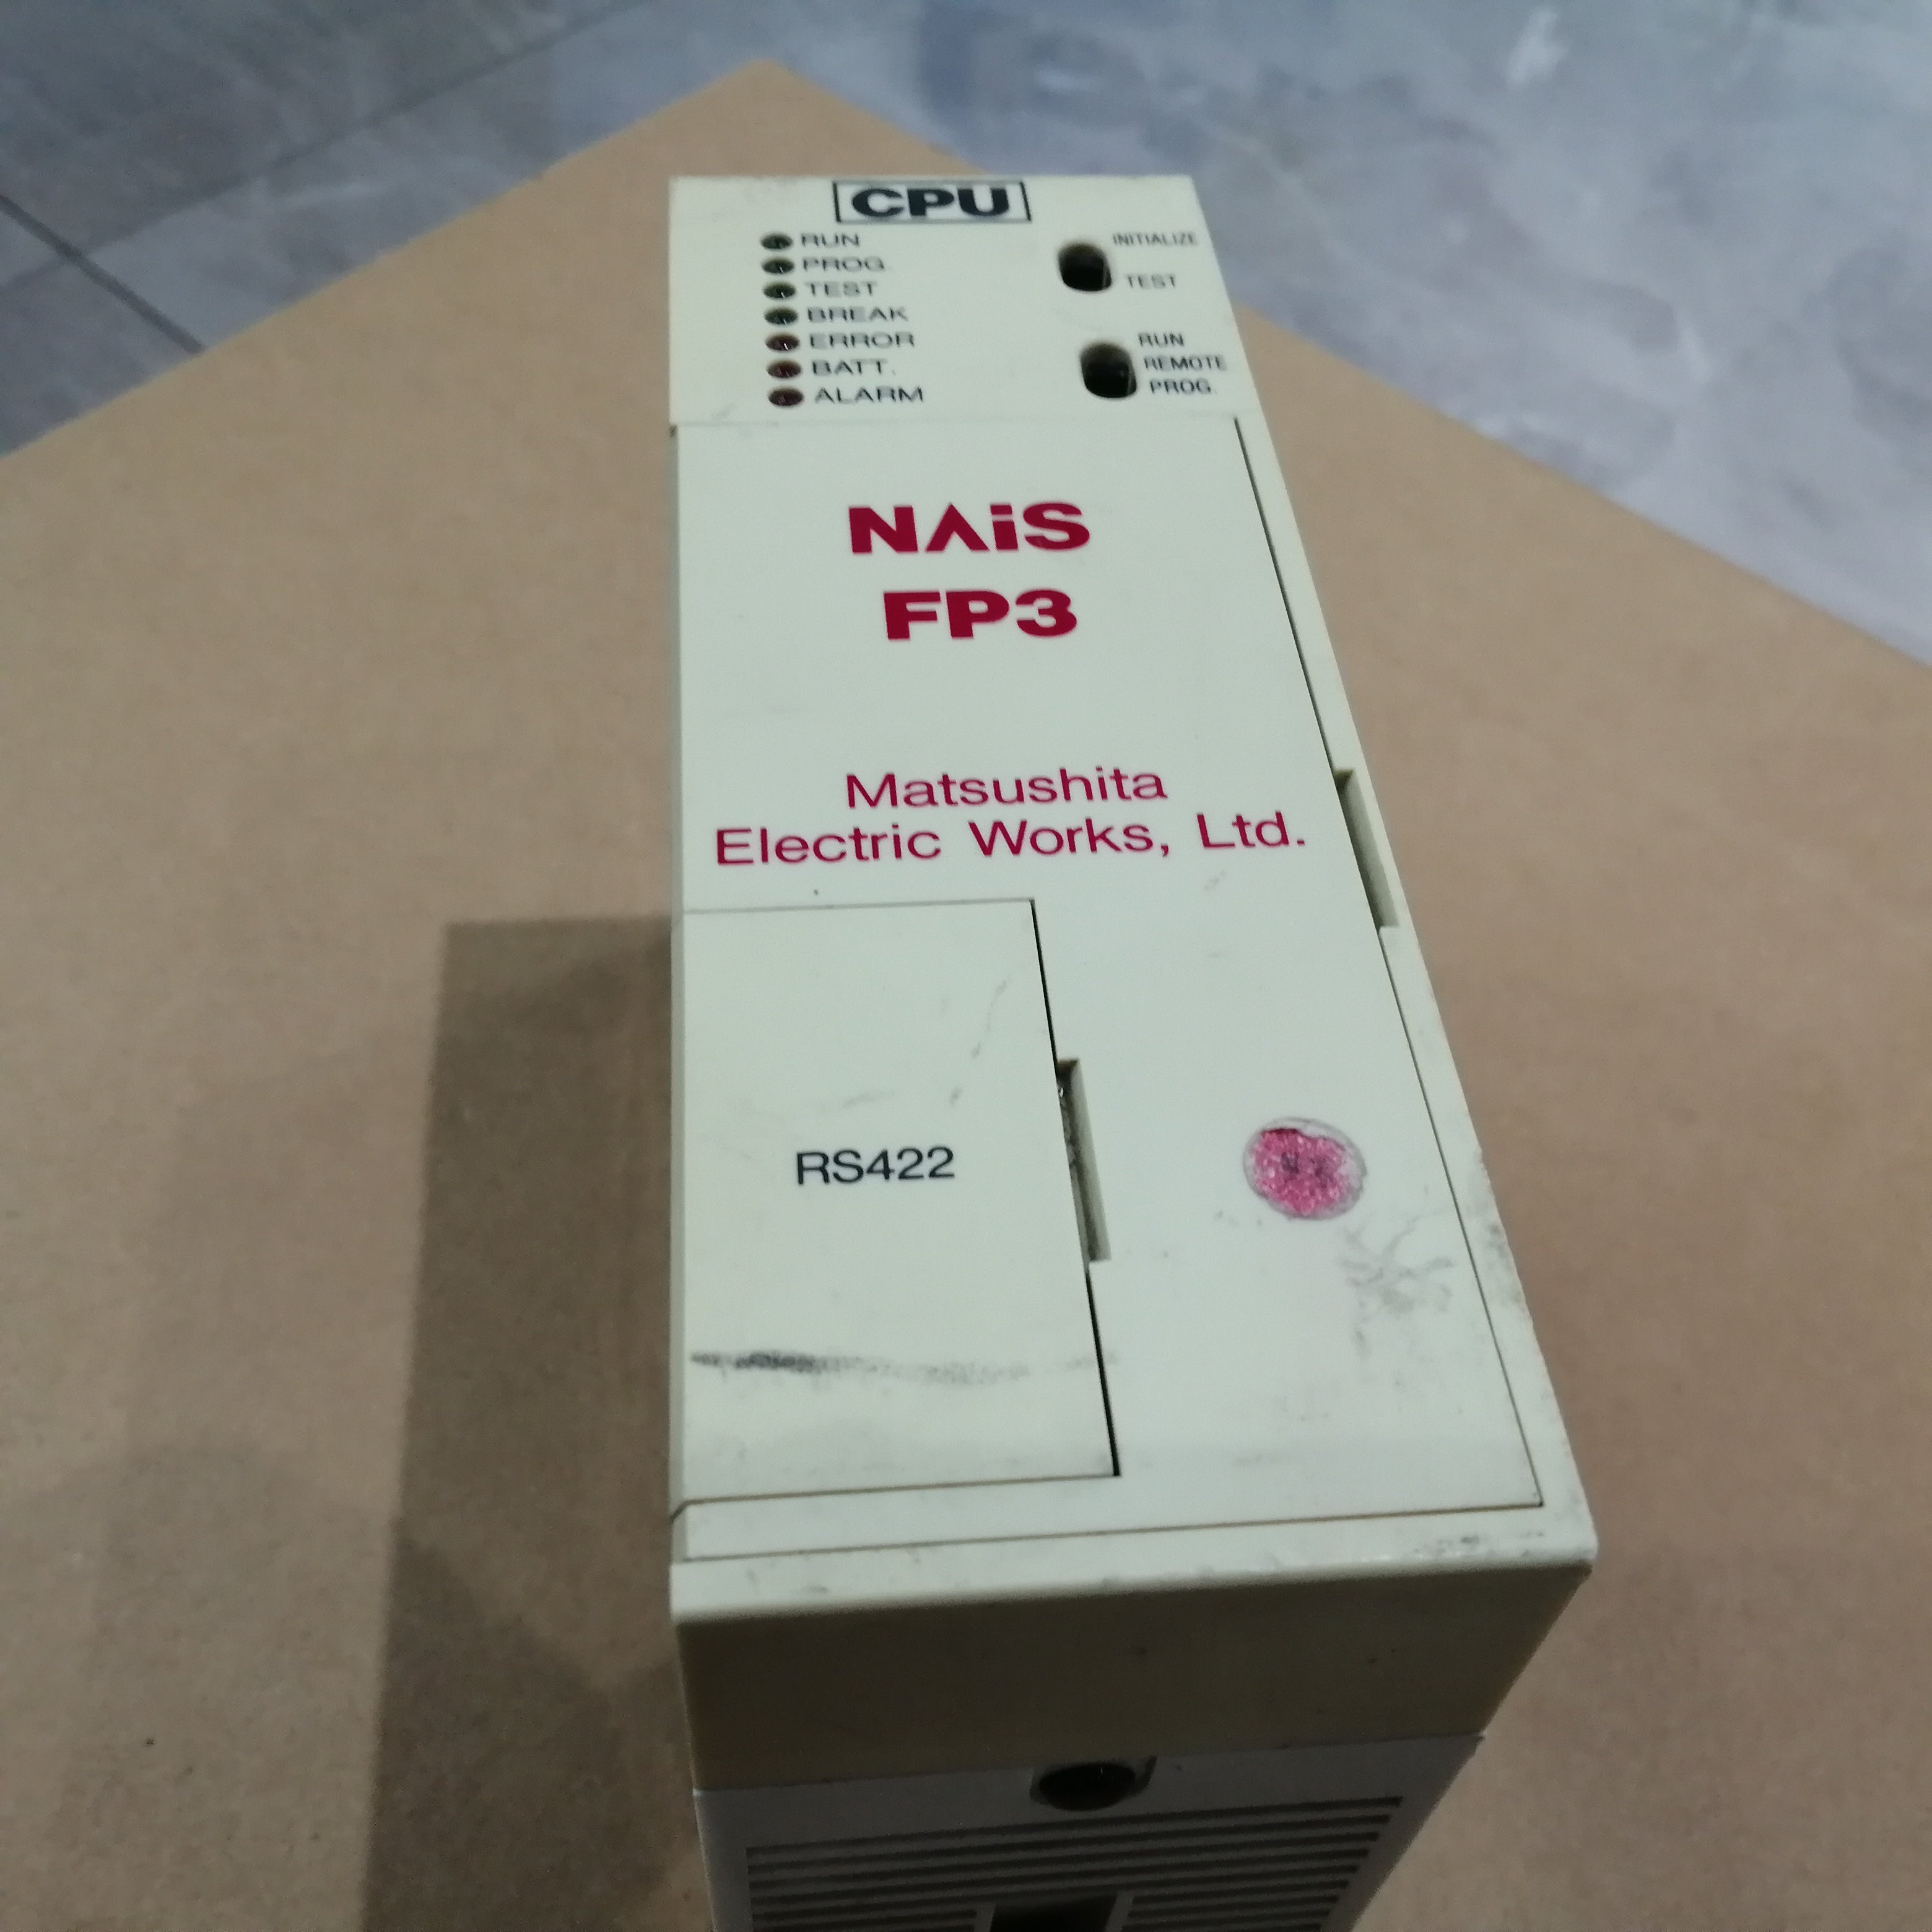 CPU
RUN
PROG.
TEST
BREAK
ERROR
BATT.
ALARM
INITIALIZE
TEST
RUN
REMOTE
PROG.
NAiS
FP3
Matsushita
Electric Works, Ltd.
RS422